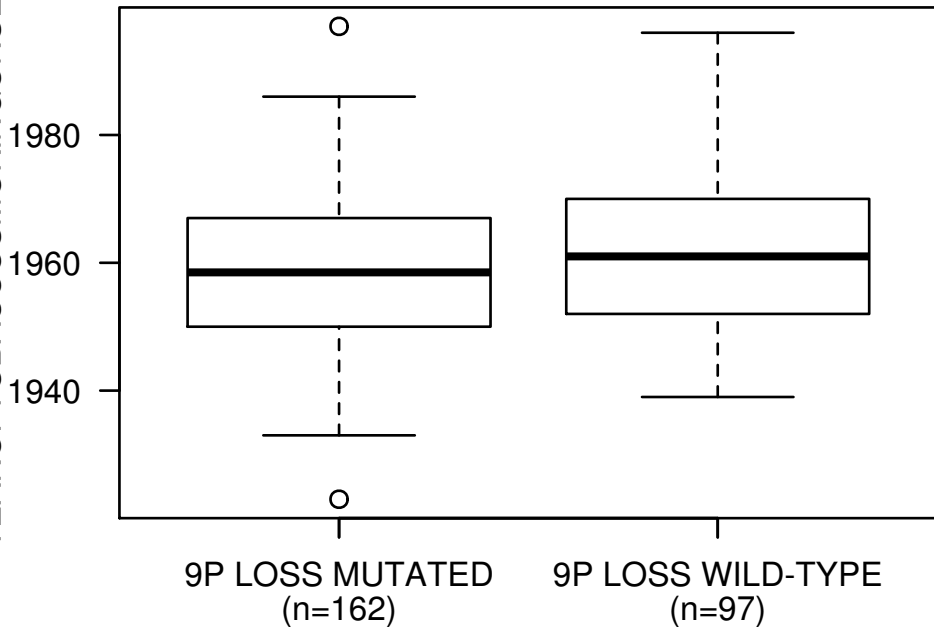 1980
1960
1940
9P LOSS MUTATED
(n=162)
9P LOSS WILD-TYPE
(n=97)